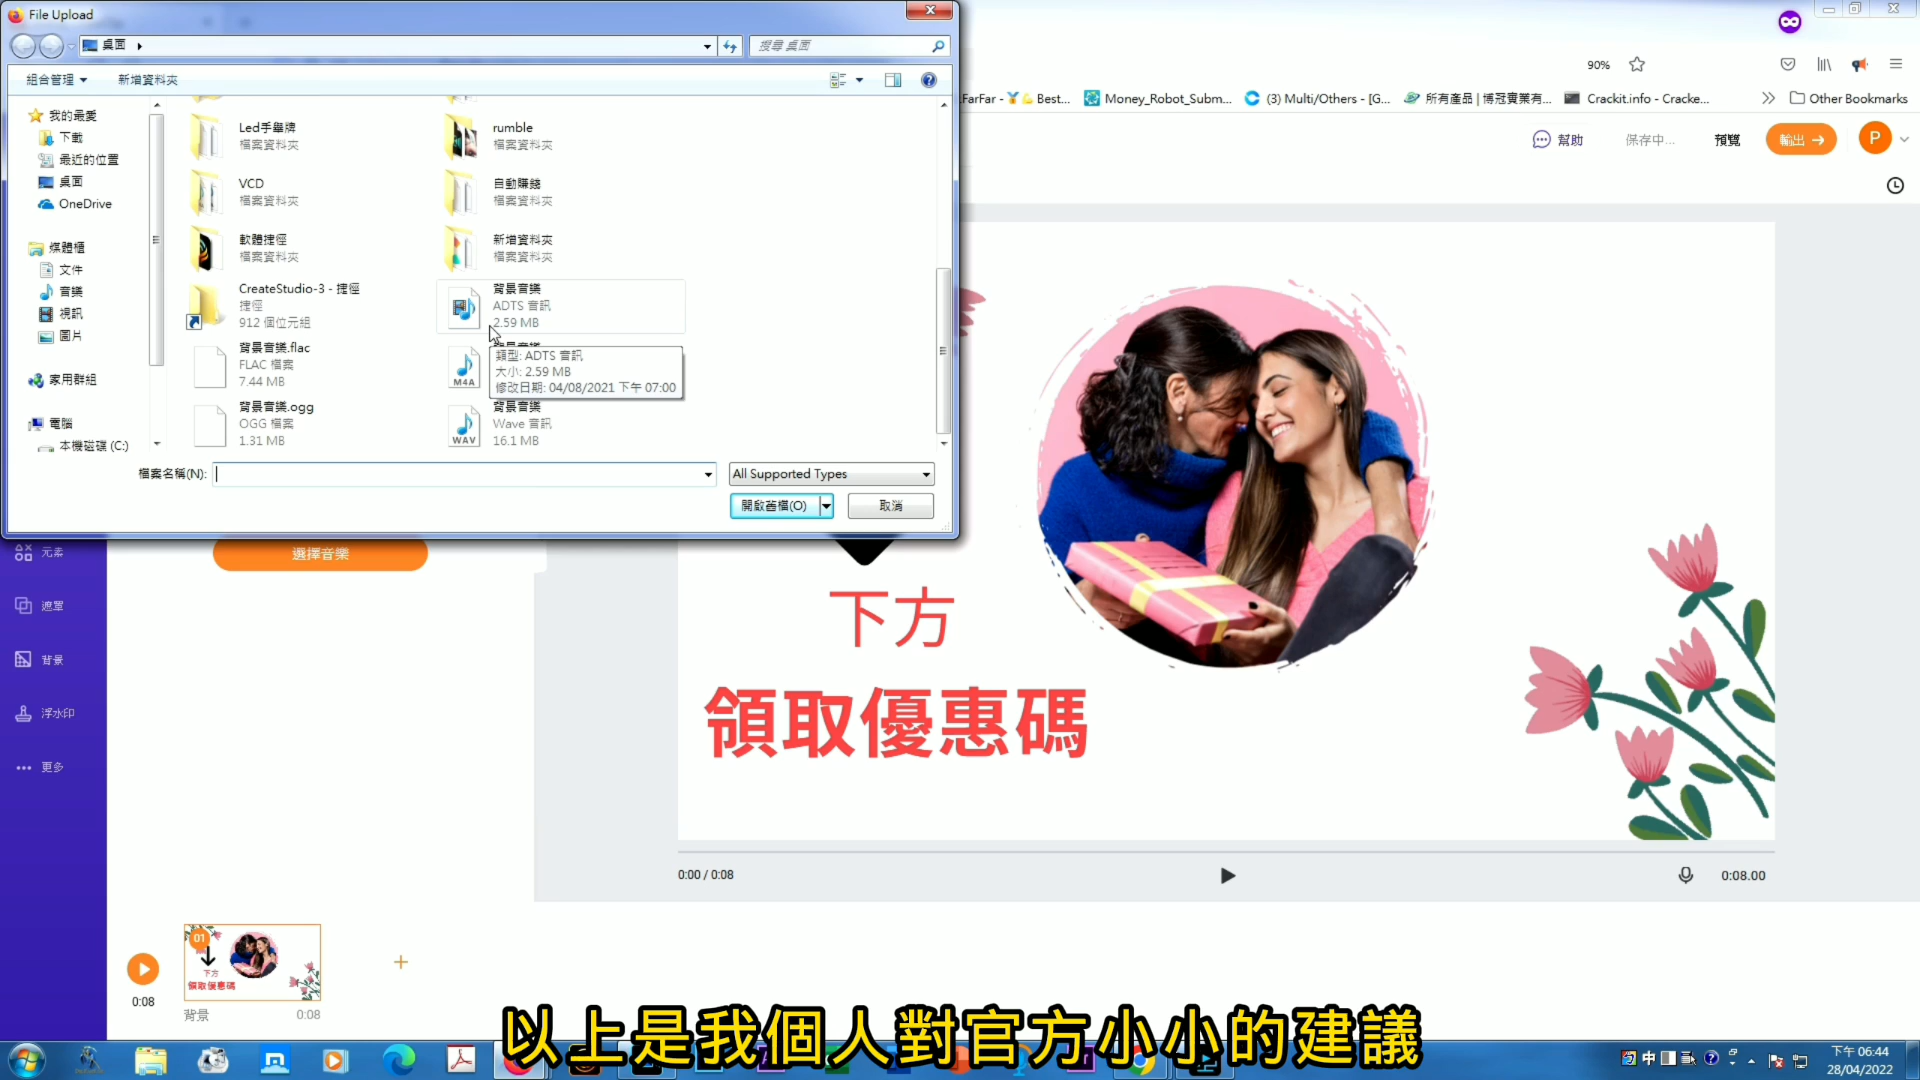 File Upload
桌面
搜尋 桌面
組合管理
新增資料夾
我的最愛
下載
最近的位置
桌面
OneDrive
媒體櫃
文件
音樂
視訊
圖片
家用群組
電腦
本機磁碟 (C:)
Led手舉牌
檔案資料夾
rumble
檔案資料夾
VCD
檔案資料夾
自動賺錢
檔案資料夾
軟體捷徑
檔案資料夾
新增資料夾
檔案資料夾
CreateStudio-3 - 捷徑
捷徑
912 個位元組
背景音樂
ADTS 音訊
2.59 MB
背景音樂.flac
FLAC 檔案
7.44 MB
M4A
類型: ADTS 音訊
大小: 2.59 MB
修改日期: 04/08/2021 下午 07:00
背景音樂.ogg
OGG 檔案
1.31 MB
背景音樂
Wave 音訊
16.1 MB
WAV
檔案名稱(N):
All Supported Types
開啟舊檔(O)
取消
90%
FarFar - Best...
Money_Robot_Subm...
(3) Multi/Others - [G...
所有產品 | 博冠實業有...
Crackit.info - Cracke...
Other Bookmarks
幫助
保存中...
預覽
輸出 →
P
元素
遮罩
背景
浮水印
更多
選擇音樂
下方
領取優惠碼
0:00 / 0:08
0:08.00
0:08
01
下方
領取優惠碼
背景
0:08
以上是我個人對官方小小的建議
中
下午 06:44
28/04/2022